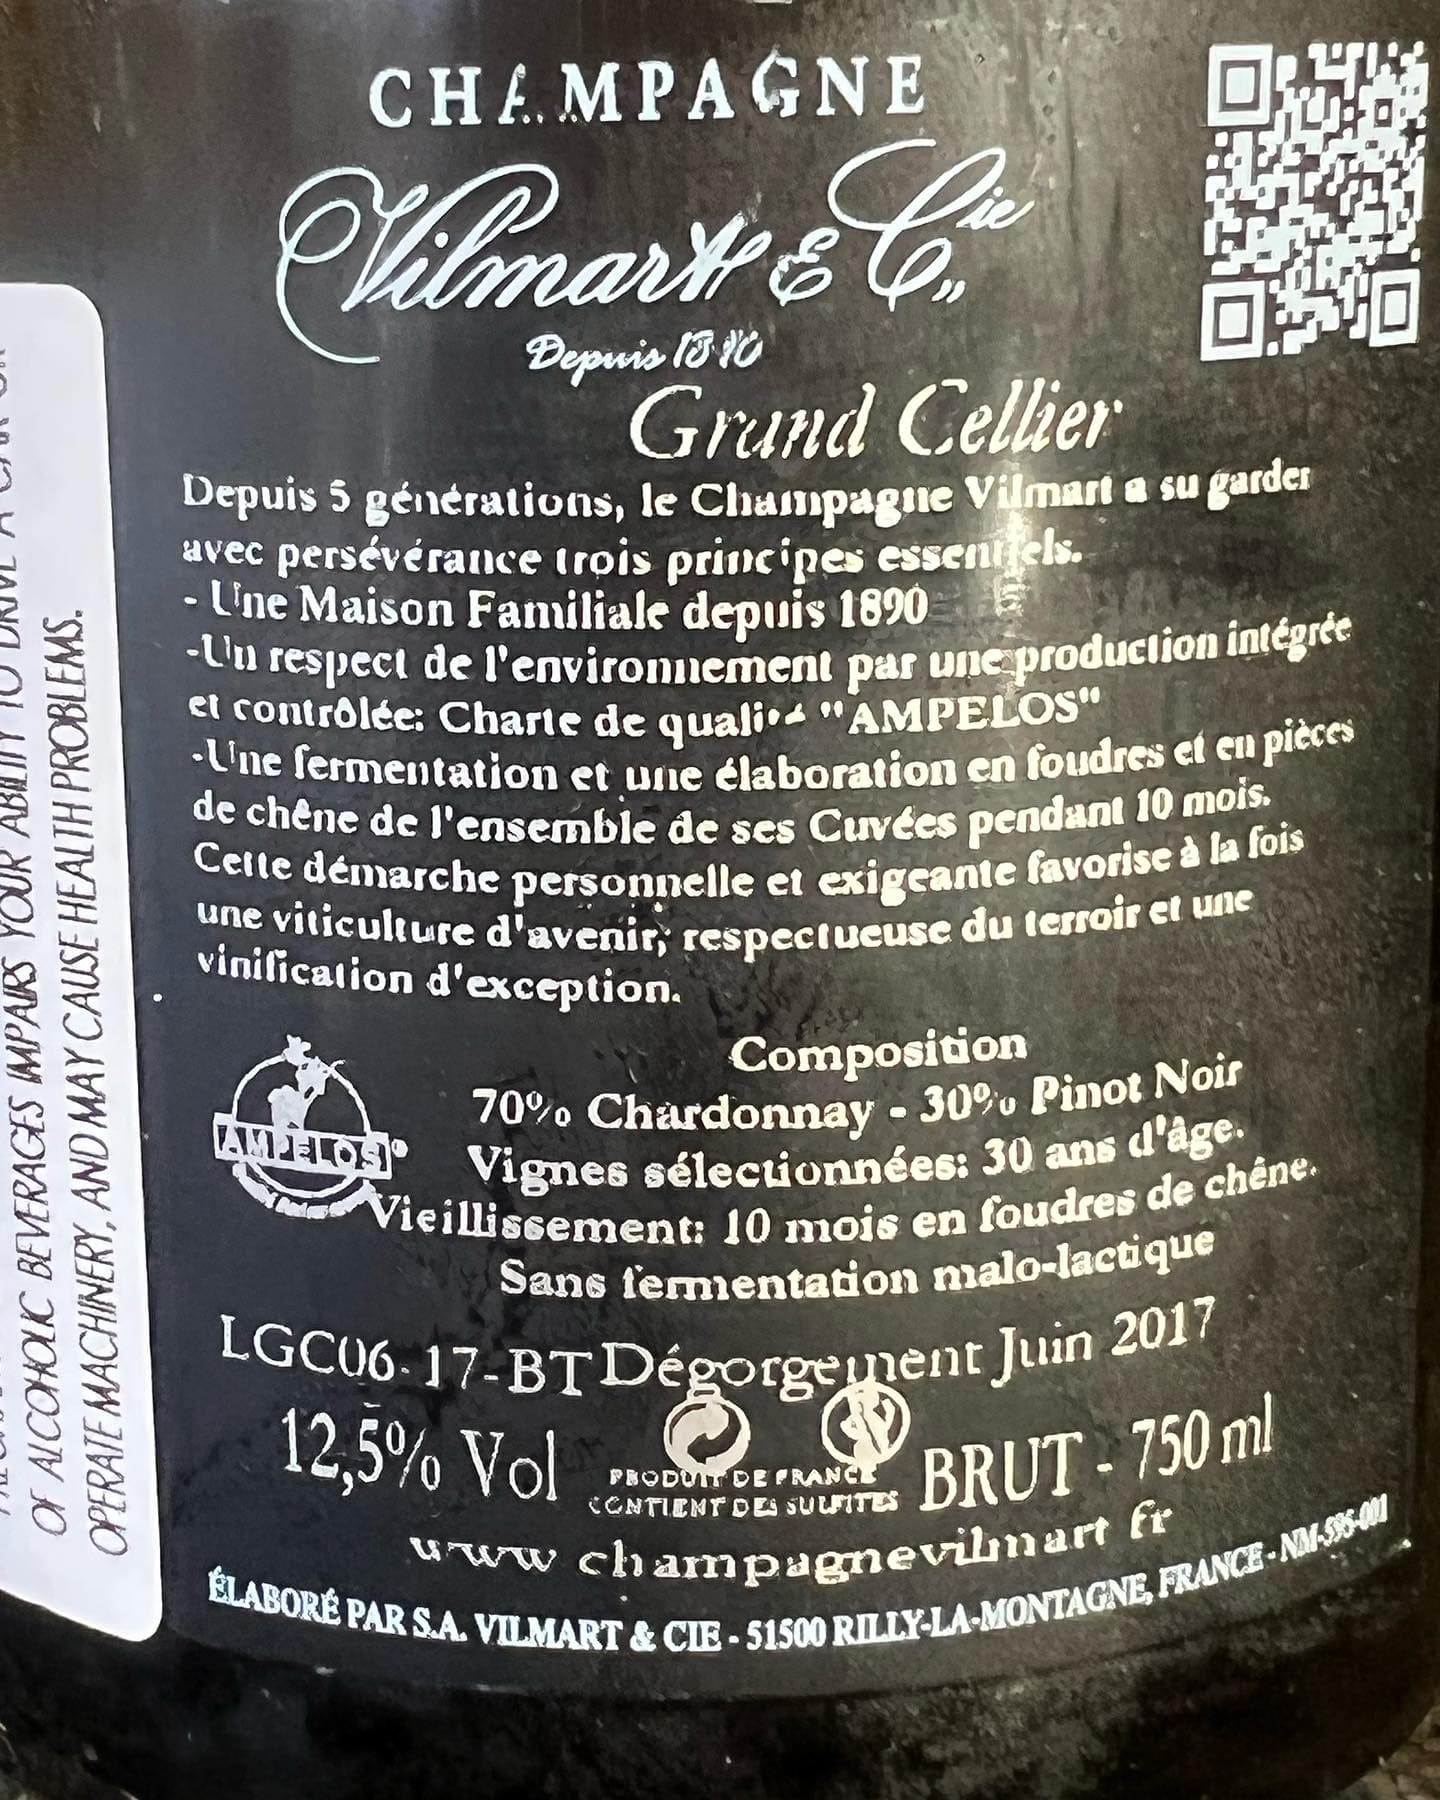 CHAMPAGNE
Vilmart & Cie
Depuis 1890
Grand Cellier
Depuis 5 générations, le Champagne Vilmart a su garder
avec persévérance trois principes essentiels.
- Une Maison Familiale depuis 1890
-Un respect de l'environnement par une production intégrée
et contrôlée: Charte de qualité "AMPELOS"
-Une fermentation et une élaboration en foudres et en pièces
de chêne de l'ensemble de ses Cuvées pendant 10 mois.
Cette démarche personnelle et exigeante favorise à la fois
une viticulture d'avenir, respectueuse du terroir et une
vinification d'exception.
Composition
70% Chardonnay - 30% Pinot Noir
AMPELOS®
Vignes sélectionnées: 30 ans d'âge.
Vieillissement: 10 mois en foudres de chêne.
Sans fermentation malo-lactique
LGC06-17-BT Dégorgement Juin 2017
12,5% Vol
PRODUIT DE FRANCE
CONTIENT DES SULFITES
BRUT - 750 ml
www champagnevilmart fr
ÉLABORÉ PAR S.A. VILMART & CIE - 51500 RILLY-LA-MONTAGNE, FRANCE - NM-595-001
OF ALCOHOLIC BEVERAGES IMPAIRS YOUR ABILITY TO DRIVE A CAR OR
OPERATE MACHINERY, AND MAY CAUSE HEALTH PROBLEMS.